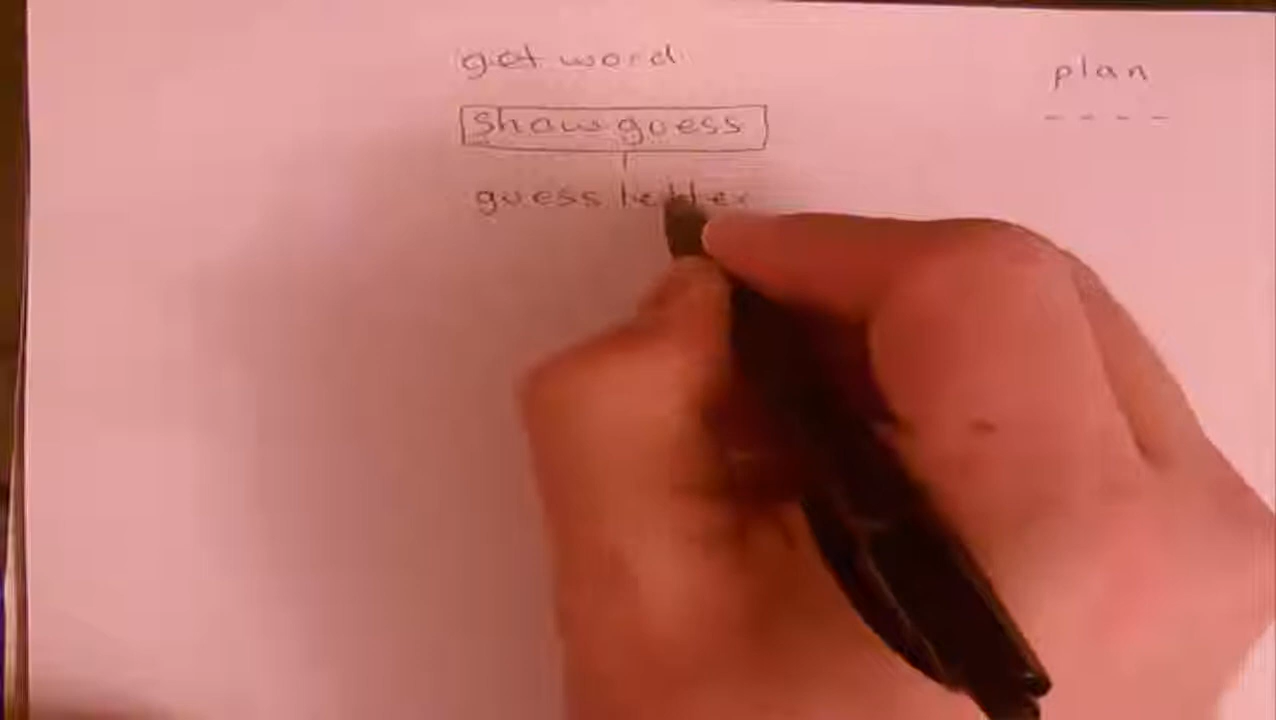 get word
show guess
guess letter
plan
- - - -